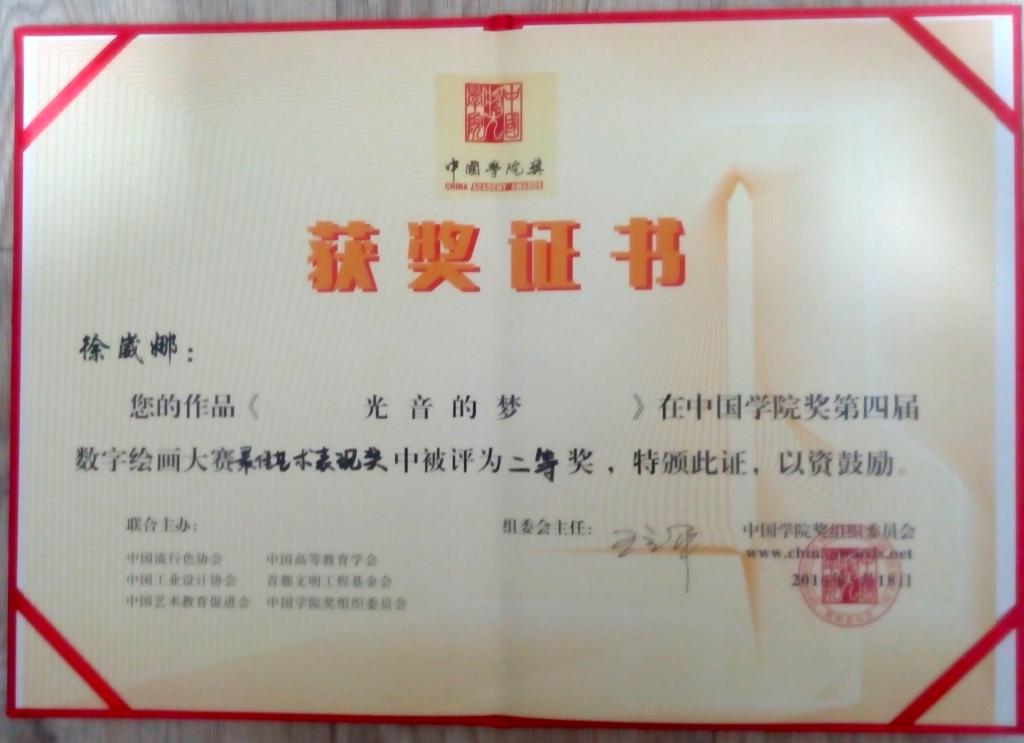 中國學院獎
中國學院獎
CHINA ACADEMY AWARDS
获奖证书
徐崴娜：
您的作品《 光音的梦 》在中国学院奖第四届
数字绘画大赛最佳艺术表现奖中被评为二等奖，特颁此证，以资鼓励。
联合主办：
中国流行色协会 中国高等教育学会
中国工业设计协会 首都文明工程基金会
中国艺术教育促进会 中国学院奖组织委员会
组委会主任：
中国学院奖组织委员会